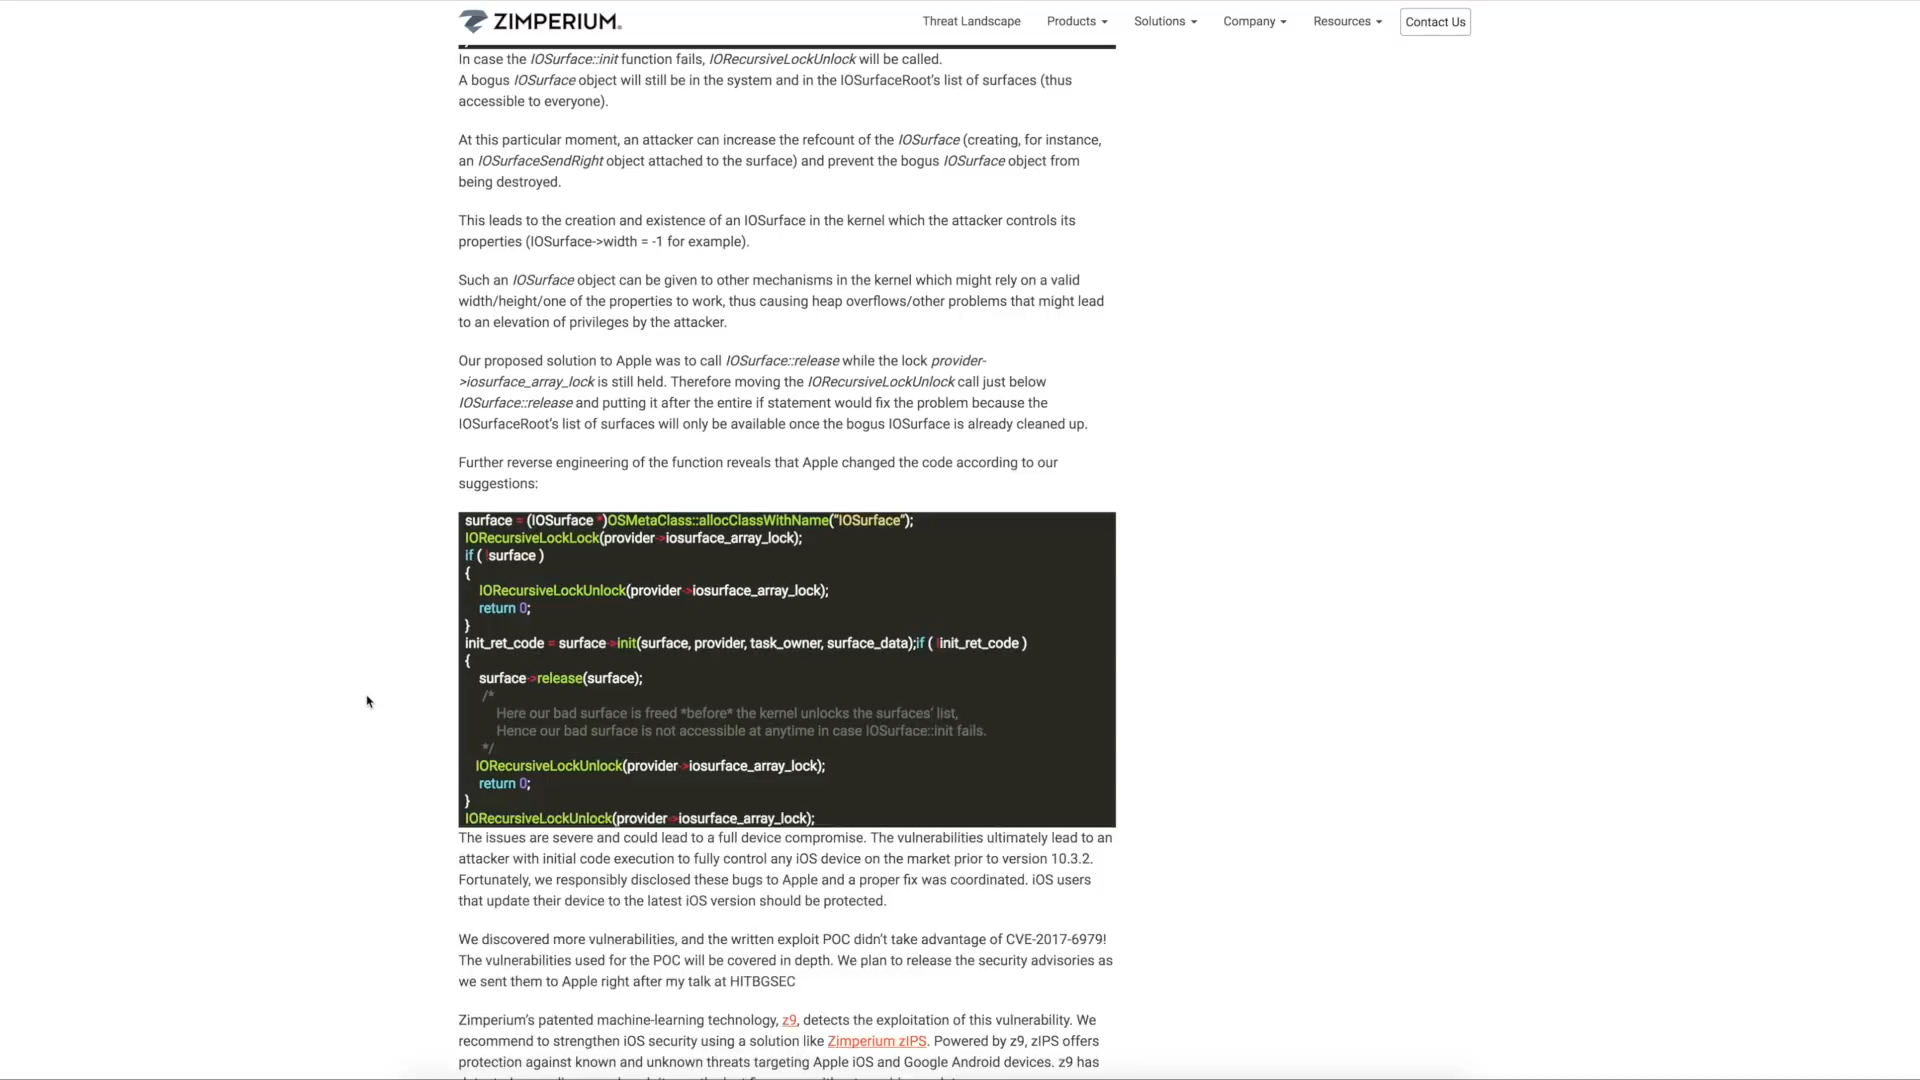 ZIMPERIUM.
Threat Landscape
Products
Solutions
Company
Resources
Contact Us
In case the IOSurface::init function fails, IORecursiveLockUnlock will be called.
A bogus IOSurface object will still be in the system and in the IOSurfaceRoot’s list of surfaces (thus
accessible to everyone).
At this particular moment, an attacker can increase the refcount of the IOSurface (creating, for instance,
an IOSurfaceSendRight object attached to the surface) and prevent the bogus IOSurface object from
being destroyed.
This leads to the creation and existence of an IOSurface in the kernel which the attacker controls its
properties (IOSurface->width = -1 for example).
Such an IOSurface object can be given to other mechanisms in the kernel which might rely on a valid
width/height/one of the properties to work, thus causing heap overflows/other problems that might lead
to an elevation of privileges by the attacker.
Our proposed solution to Apple was to call IOSurface::release while the lock provider-
>iosurface_array_lock is still held. Therefore moving the IORecursiveLockUnlock call just below
IOSurface::release and putting it after the entire if statement would fix the problem because the
IOSurfaceRoot’s list of surfaces will only be available once the bogus IOSurface is already cleaned up.
Further reverse engineering of the function reveals that Apple changed the code according to our
suggestions:
surface = (IOSurface *)OSMetaClass::allocClassWithName("IOSurface");
IORecursiveLockLock(provider->iosurface_array_lock);
if ( !surface )
{
IORecursiveLockUnlock(provider->iosurface_array_lock);
return 0;
}
init_ret_code = surface->init(surface, provider, task_owner, surface_data);if ( !init_ret_code )
{
surface->release(surface);
/*
Here our bad surface is freed *before* the kernel unlocks the surfaces’ list,
Hence our bad surface is not accessible at anytime in case IOSurface::init fails.
*/
IORecursiveLockUnlock(provider->iosurface_array_lock);
return 0;
}
IORecursiveLockUnlock(provider->iosurface_array_lock);
The issues are severe and could lead to a full device compromise. The vulnerabilities ultimately lead to an
attacker with initial code execution to fully control any iOS device on the market prior to version 10.3.2.
Fortunately, we responsibly disclosed these bugs to Apple and a proper fix was coordinated. iOS users
that update their device to the latest iOS version should be protected.
We discovered more vulnerabilities, and the written exploit POC didn’t take advantage of CVE-2017-6979!
The vulnerabilities used for the POC will be covered in depth. We plan to release the security advisories as
we sent them to Apple right after my talk at HITBGSEC
Zimperium’s patented machine-learning technology, z9, detects the exploitation of this vulnerability. We
recommend to strengthen iOS security using a solution like Zimperium zIPS. Powered by z9, zIPS offers
protection against known and unknown threats targeting Apple iOS and Google Android devices. z9 has